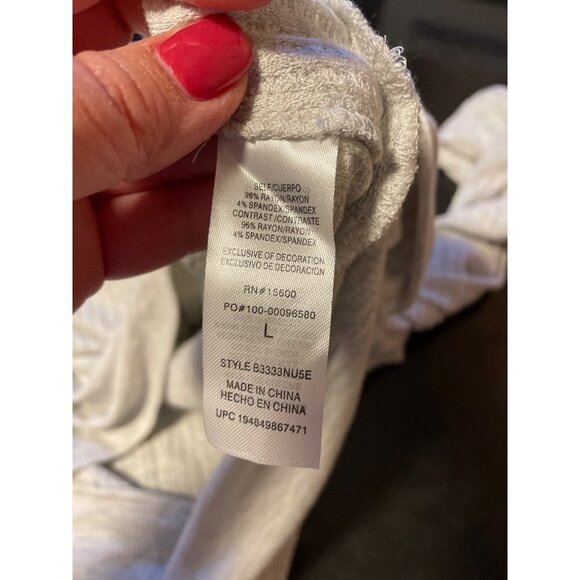 SELF/CUERPO
96% RAYON/RAYON
4% SPANDEX/SPANDEX
CONTRAST /CONTRASTE
96% RAYON/RAYON
4% SPANDEX/SPANDEX
EXCLUSIVE OF DECORATION
EXCLUSIVO DE DECORACION
RN#15600
PO#100-00096580
L
STYLE B3333NU5E
MADE IN CHINA
HECHO EN CHINA
UPC 194849867471